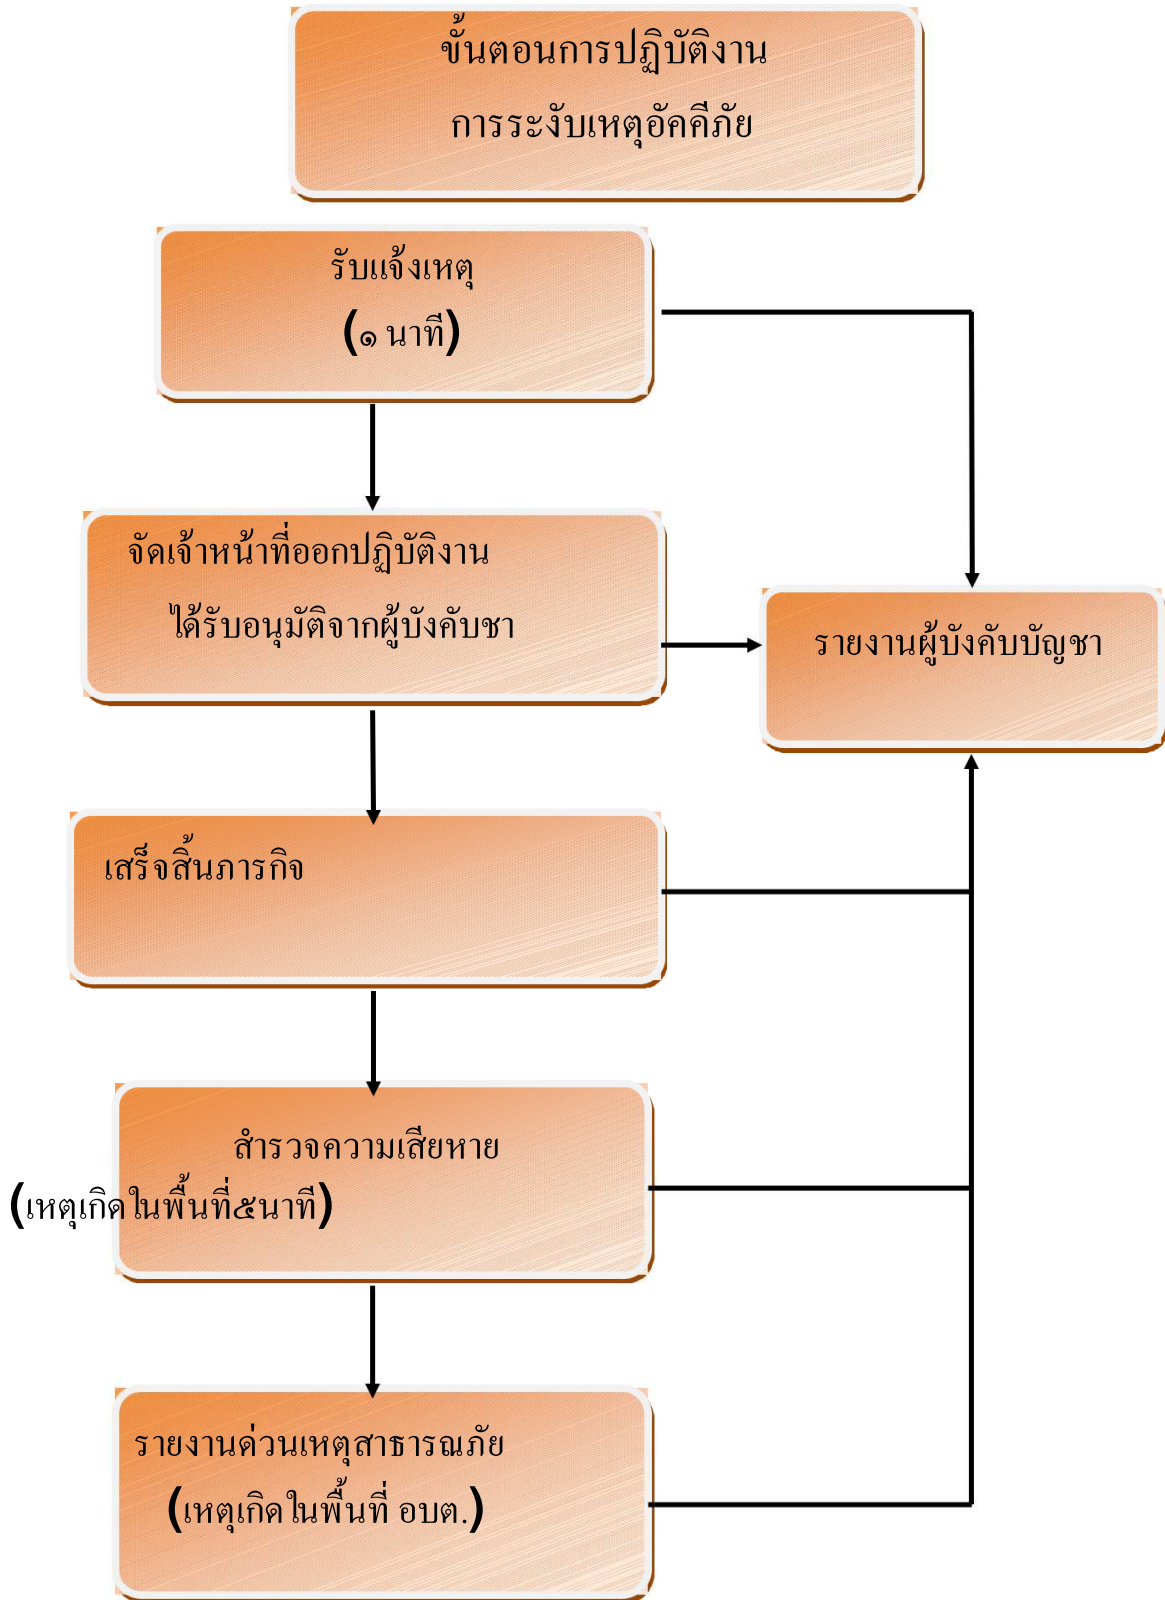 ขั้นตอนการปฏิบัติงาน
การระงับเหตุอัคคีภัย
รับแจ้งเหตุ
(๑ นาที)
จัดเจ้าหน้าที่ออกปฏิบัติงาน
ได้รับอนุมัติจากผู้บังคับชา
รายงานผู้บังคับบัญชา
เสร็จสิ้นภารกิจ
สำรวจความเสียหาย
(เหตุเกิดในพื้นที่๕นาที)
รายงานด่วนเหตุสาธารณภัย
(เหตุเกิดในพื้นที่ อบต.)